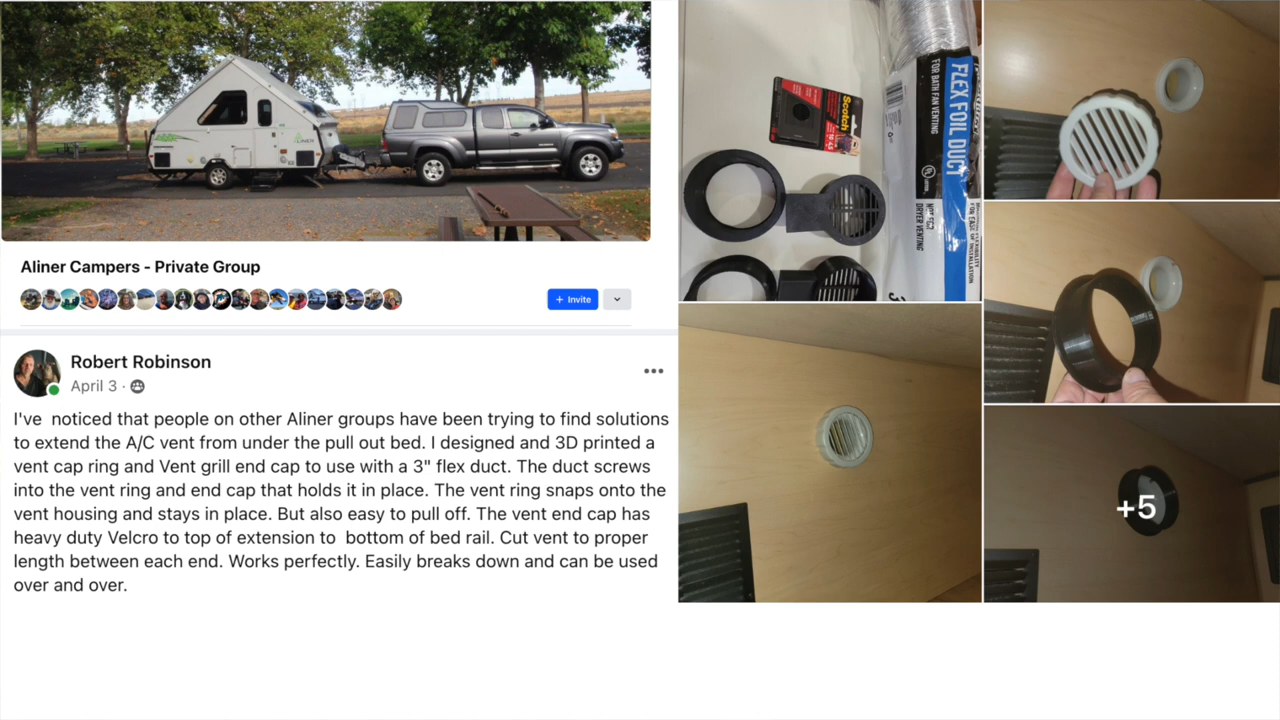 ALINER
Aliner Campers - Private Group
+ Invite
Robert Robinson
April 3 ·
I've noticed that people on other Aliner groups have been trying to find solutions
to extend the A/C vent from under the pull out bed. I designed and 3D printed a
vent cap ring and Vent grill end cap to use with a 3" flex duct. The duct screws
into the vent ring and end cap that holds it in place. The vent ring snaps onto the
vent housing and stays in place. But also easy to pull off. The vent end cap has
heavy duty Velcro to top of extension to bottom of bed rail. Cut vent to proper
length between each end. Works perfectly. Easily breaks down and can be used
over and over.
Scotch
FLEX FOIL DUCT
FOR BATH FAN VENTING
DRYER VENTING
+5